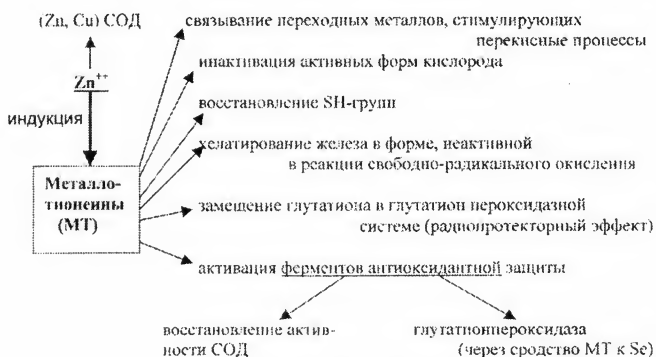 (Zn, Cu) СОД
связывание переходных металлов, стимулирующих
перекисные процессы
инактивация активных форм кислорода
Zn⁺⁺
восстановление SH-групп
индукция
хелатирование железа в форме, неактивной
в реакции свободно-радикального окисления
Металло-
тионеины
(МТ)
замещение глутатиона в глутатион пероксидазной
системе (радиопротекторный эффект)
активация ферментов антиоксидантной защиты
восстановление актив-
ности СОД
глутатионпероксидаза
(через сродство МТ к Se)